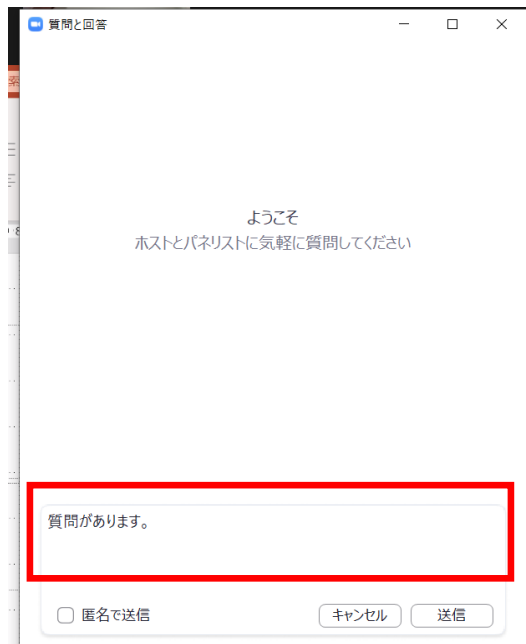 質問と回答
ようこそ
ホストとパネリストに気軽に質問してください
質問があります。
匿名で送信
キャンセル
送信